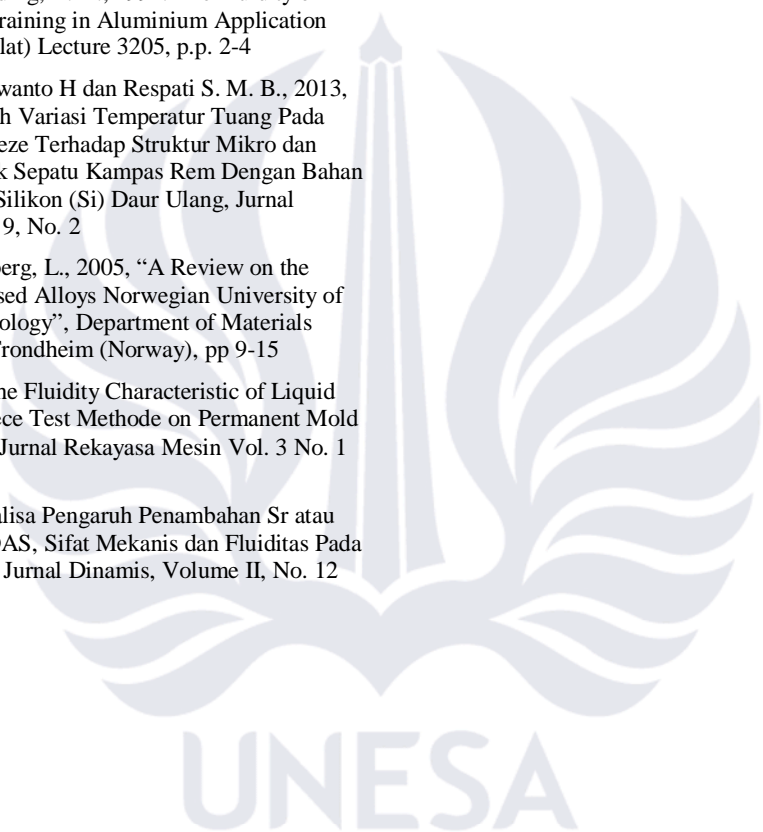 raining in Aluminium Application
lat) Lecture 3205, p.p. 2-4
wanto H dan Respati S. M. B., 2013,
h Variasi Temperatur Tuang Pada
eze Terhadap Struktur Mikro dan
k Sepatu Kampas Rem Dengan Bahan
Silikon (Si) Daur Ulang, Jurnal
9, No. 2
berg, L., 2005, “A Review on the
sed Alloys Norwegian University of
ology”, Department of Materials
Trondheim (Norway), pp 9-15
he Fluidity Characteristic of Liquid
ece Test Methode on Permanent Mold
Jurnal Rekayasa Mesin Vol. 3 No. 1
alisa Pengaruh Penambahan Sr atau
DAS, Sifat Mekanis dan Fluiditas Pada
Jurnal Dinamis, Volume II, No. 12
UNESA